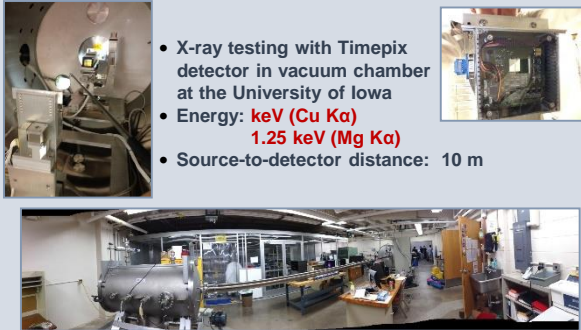 • X-ray testing with Timepix
detector in vacuum chamber
at the University of Iowa
• Energy: keV (Cu Kα)
1.25 keV (Mg Kα)
• Source-to-detector distance: 10 m